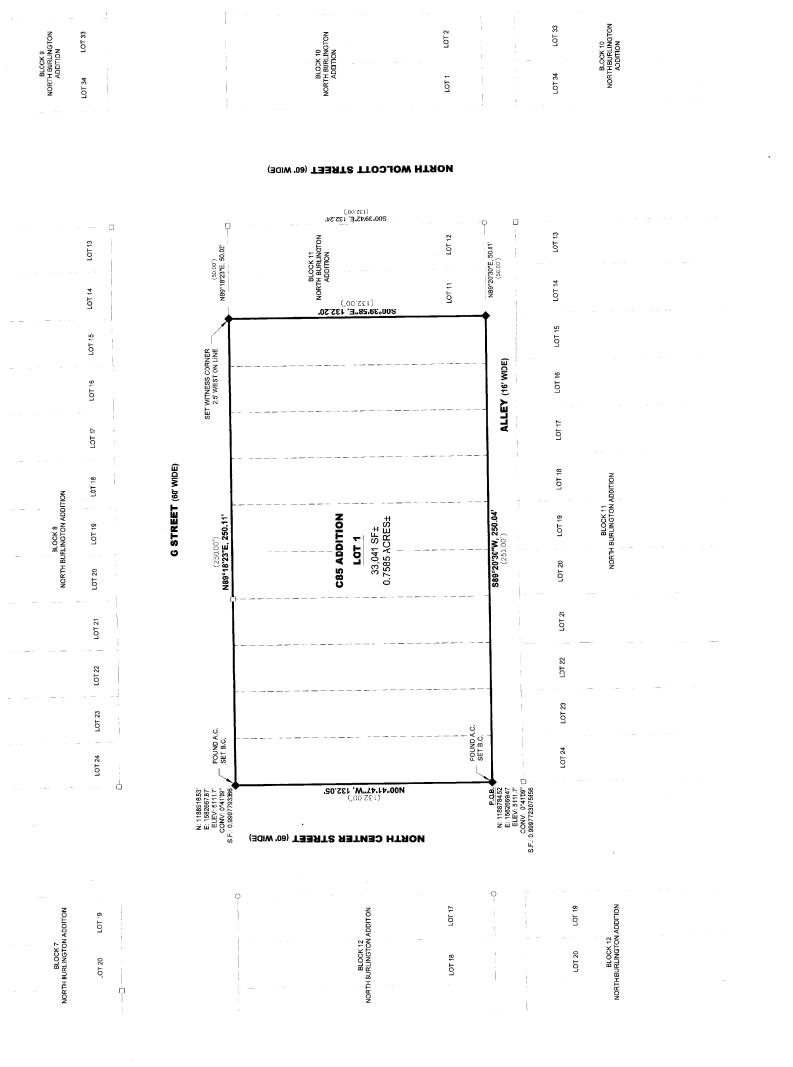 BLOCK 9
NORTH BURLINGTON
ADDITION
LOT 33
LOT 34
BLOCK 10
NORTH BURLINGTON
ADDITION
LOT 2
LOT 1
LOT 33
LOT 34
BLOCK 10
NORTH BURLINGTON
ADDITION
NORTH WOLCOTT STREET (60' WIDE)
S00°39'42"E, 132.24'
(132.00')
LOT 13
LOT 14
LOT 15
LOT 16
LOT 17
LOT 18
LOT 19
LOT 20
LOT 21
LOT 22
LOT 23
LOT 24
BLOCK 8
NORTH BURLINGTON ADDITION
G STREET (60' WIDE)
(50.00')
N89°18'23"E, 50.02'
BLOCK 11
NORTH BURLINGTON
ADDITION
LOT 12
LOT 11
N89°20'30"E, 50.01'
(50.00')
(132.00')
S00°39'58"E, 132.20'
SET WITNESS CORNER
2.5' WEST ON LINE
(250.00')
N89°18'23"E, 250.11'
C85 ADDITION
LOT 1
33,041 SF±
0.7585 ACRES±
S89°20'30"W, 250.04'
(250.00')
ALLEY (16' WIDE)
LOT 13
LOT 14
LOT 15
LOT 16
LOT 17
LOT 18
LOT 19
LOT 20
LOT 21
LOT 22
LOT 23
LOT 24
BLOCK 11
NORTH BURLINGTON ADDITION
FOUND A.C.
SET B.C.
FOUND A.C.
SET B.C.
N00°41'47"W, 132.05'
(132.00')
P.O.B.
NORTH CENTER STREET (60' WIDE)
BLOCK 7
NORTH BURLINGTON ADDITION
LOT 19
LOT 20
BLOCK 12
NORTH BURLINGTON ADDITION
LOT 17
LOT 18
LOT 19
LOT 20
BLOCK 12
NORTH BURLINGTON ADDITION